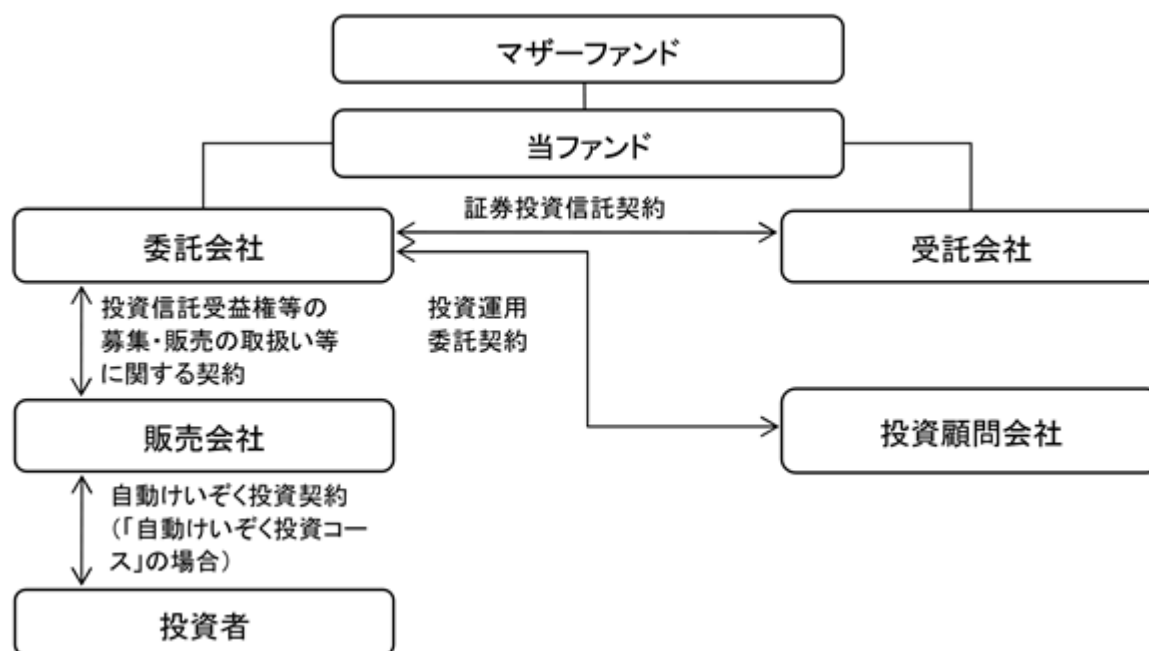 マザーファンド
当ファンド
証券投資信託契約
委託会社
受託会社
投資信託受益権等の
募集・販売の取扱い等
に関する契約
投資運用
委託契約
販売会社
投資顧問会社
自動けいぞく投資契約
(「自動けいぞく投資コー
ス」の場合)
投資者